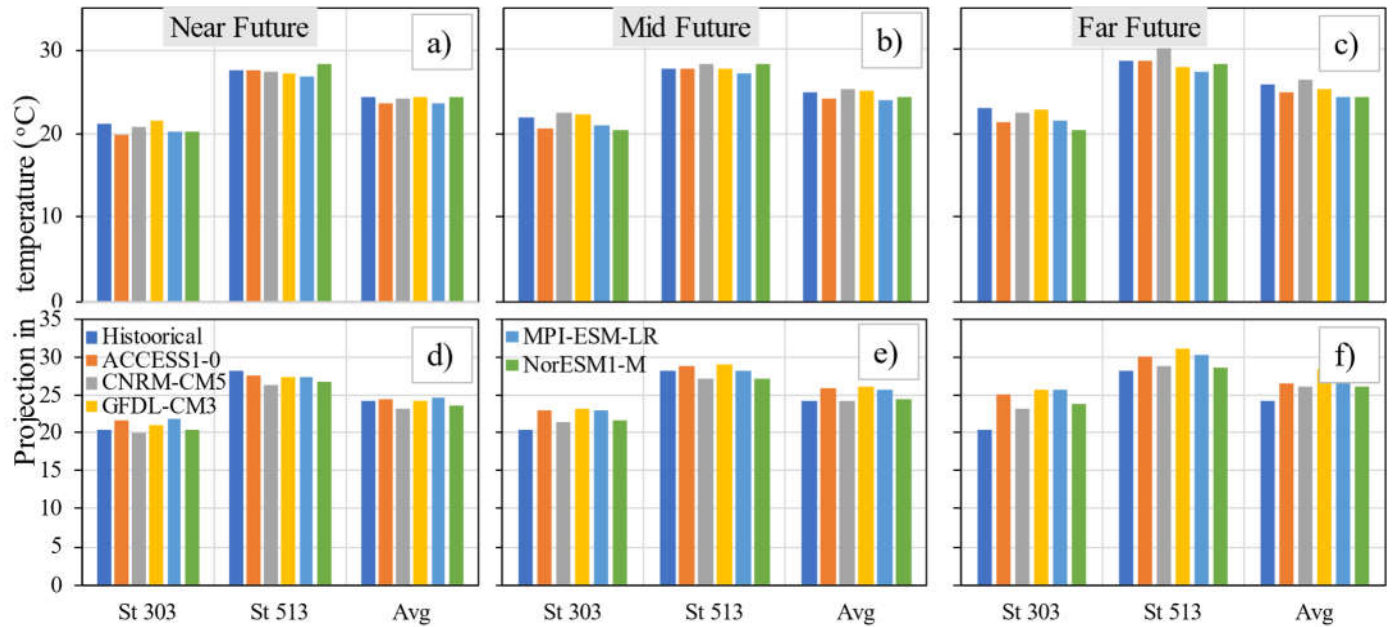 Near Future
Mid Future
Far Future
a)
b)
c)
30
20
10
0
Projection in temperature (°C)
35
30
25
20
15
10
5
0
Histoorical
ACCESS1-0
CNRM-CM5
GFDL-CM3
MPI-ESM-LR
NorESM1-M
d)
e)
f)
St 303 St 513 Avg
St 303 St 513 Avg
St 303 St 513 Avg